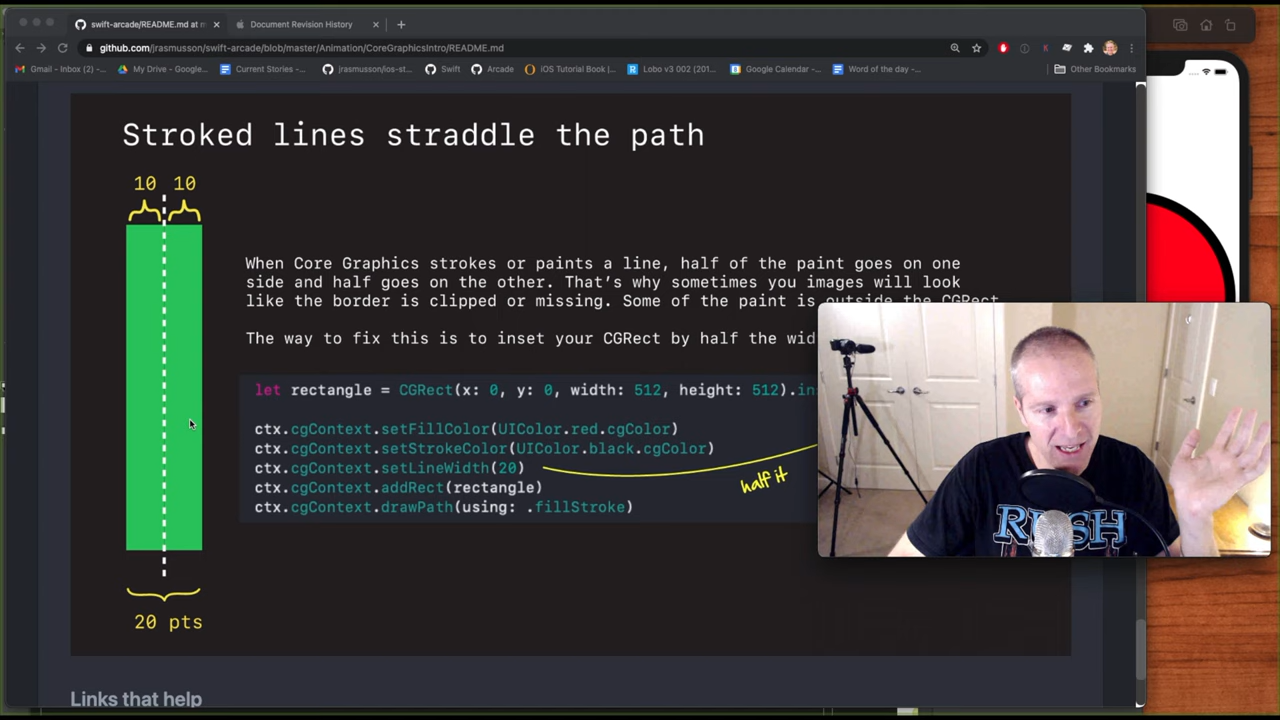 swift-arcade/README.md at m
Document Revision History
github.com/jrasmusson/swift-arcade/blob/master/Animation/CoreGraphicsIntro/README.md
Gmail - Inbox (2) -...
My Drive - Google...
Current Stories -...
jrasmusson/ios-st...
Swift
Arcade
iOS Tutorial Book |...
Lobo v3 002 (201...
Google Calendar -...
Word of the day -...
Other Bookmarks
Stroked lines straddle the path
10 10
When Core Graphics strokes or paints a line, half of the paint goes on one
side and half goes on the other. That's why sometimes you images will look
like the border is clipped or missing. Some of the paint is outside the CGRect
The way to fix this is to inset your CGRect by half the wid
let rectangle = CGRect(x: 0, y: 0, width: 512, height: 512).in
ctx.cgContext.setFillColor(UIColor.red.cgColor)
ctx.cgContext.setStrokeColor(UIColor.black.cgColor)
ctx.cgContext.setLineWidth(20)
half it
ctx.cgContext.addRect(rectangle)
ctx.cgContext.drawPath(using: .fillStroke)
20 pts
RUSH
Links that help